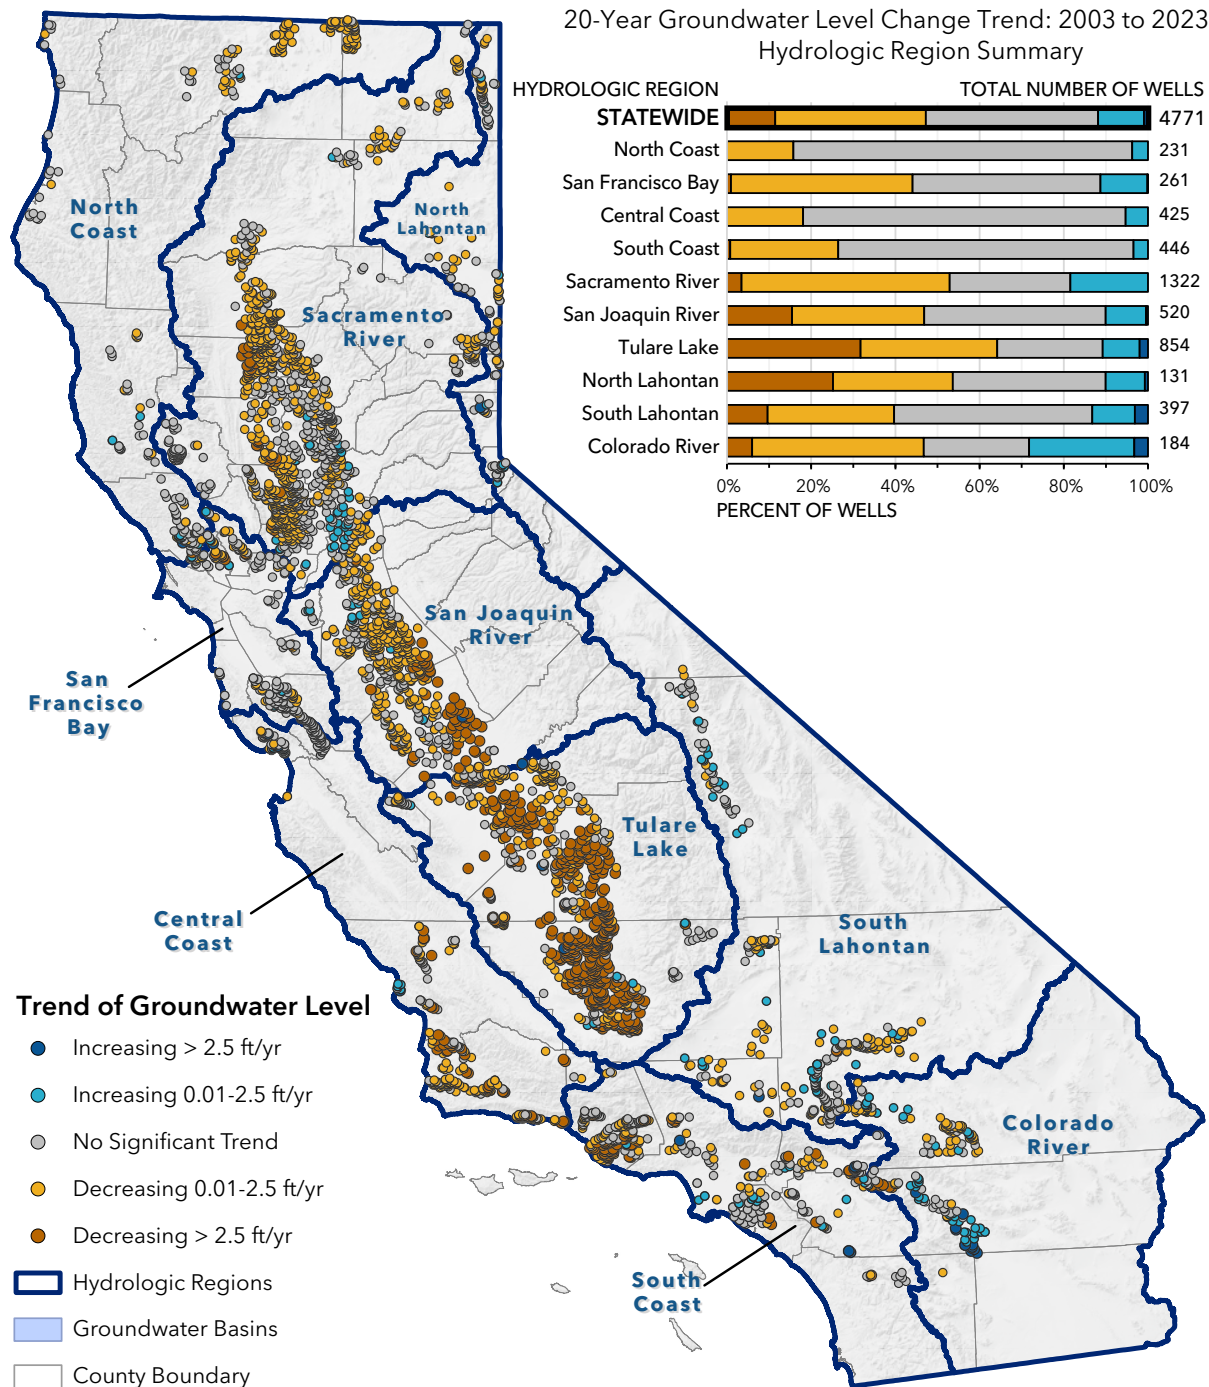 20-Year Groundwater Level Change Trend: 2003 to 2023
Hydrologic Region Summary
HYDROLOGIC REGION TOTAL NUMBER OF WELLS
STATEWIDE 4771
North Coast 231
San Francisco Bay 261
Central Coast 425
South Coast 446
Sacramento River 1322
San Joaquin River 520
Tulare Lake 854
North Lahontan 131
South Lahontan 397
Colorado River 184
0% 20% 40% 60% 80% 100%
PERCENT OF WELLS
North
Coast
North
Lahontan
Sacramento
River
San Joaquin
River
San
Francisco
Bay
Tulare
Lake
Central
Coast
South
Lahontan
Colorado
River
South
Coast
Trend of Groundwater Level
Increasing > 2.5 ft/yr
Increasing 0.01-2.5 ft/yr
No Significant Trend
Decreasing 0.01-2.5 ft/yr
Decreasing > 2.5 ft/yr
Hydrologic Regions
Groundwater Basins
County Boundary